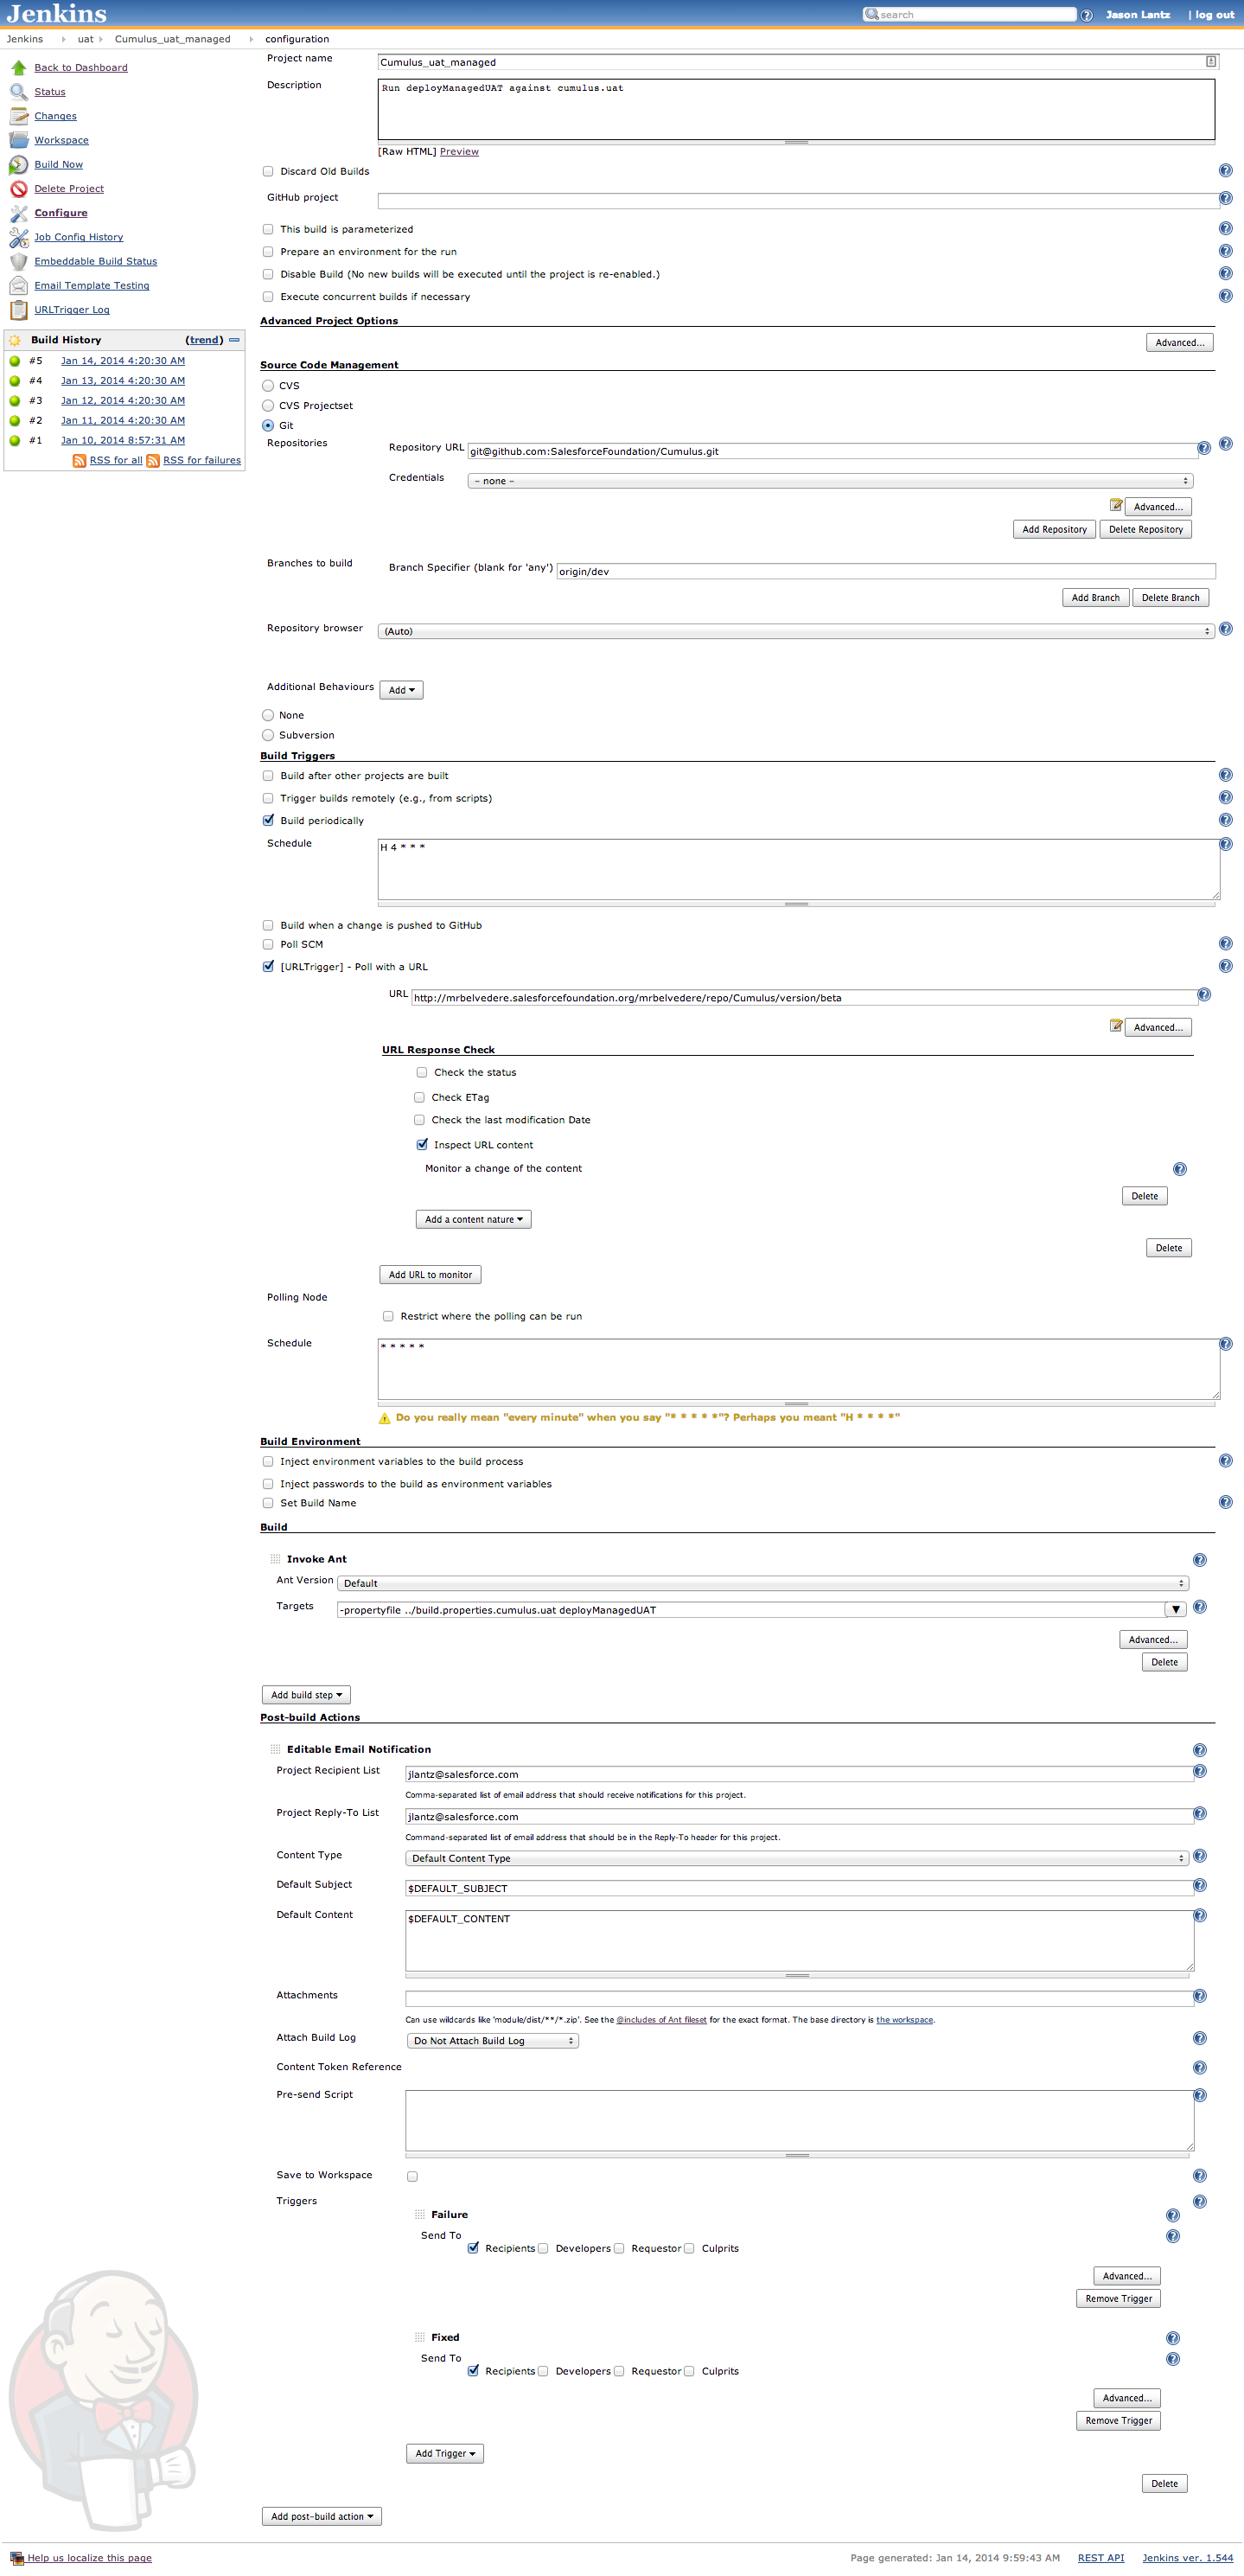 Jenkins
search
Jason Lantz | log out
Jenkins uat Cumulus_uat_managed configuration
Back to Dashboard
Status
Changes
Workspace
Build Now
Delete Project
Configure
Job Config History
Embeddable Build Status
Email Template Testing
URLTrigger Log
Build History (trend)
#5 Jan 14, 2014 4:20:30 AM
#4 Jan 13, 2014 4:20:30 AM
#3 Jan 12, 2014 4:20:30 AM
#2 Jan 11, 2014 4:20:30 AM
#1 Jan 10, 2014 8:57:31 AM
RSS for all RSS for failures
Project name Cumulus_uat_managed
Description Run deployManagedUAT against cumulus.uat
[Raw HTML] Preview
Discard Old Builds
GitHub project
This build is parameterized
Prepare an environment for the run
Disable Build (No new builds will be executed until the project is re-enabled.)
Execute concurrent builds if necessary
Advanced Project Options
Advanced...
Source Code Management
CVS
CVS Projectset
Git
Repositories Repository URL git@github.com:SalesforceFoundation/Cumulus.git
Credentials - none -
Advanced...
Add Repository Delete Repository
Branches to build Branch Specifier (blank for 'any') origin/dev
Add Branch Delete Branch
Repository browser (Auto)
Additional Behaviours Add
None
Subversion
Build Triggers
Build after other projects are built
Trigger builds remotely (e.g., from scripts)
Build periodically
Schedule H 4 * * *
Build when a change is pushed to GitHub
Poll SCM
[URLTrigger] - Poll with a URL
URL http://mrbelvedere.salesforcefoundation.org/mrbelvedere/repo/Cumulus/version/beta
Advanced...
URL Response Check
Check the status
Check ETag
Check the last modification Date
Inspect URL content
Monitor a change of the content
Delete
Add a content nature
Delete
Add URL to monitor
Polling Node
Restrict where the polling can be run
Schedule * * * * *
Do you really mean "every minute" when you say "* * * * *"? Perhaps you meant "H * * * *"
Build Environment
Inject environment variables to the build process
Inject passwords to the build as environment variables
Set Build Name
Build
Invoke Ant
Ant Version Default
Targets -propertyfile ../build.properties.cumulus.uat deployManagedUAT
Advanced...
Delete
Add build step
Post-build Actions
Editable Email Notification
Project Recipient List jlantz@salesforce.com
Comma-separated list of email address that should receive notifications for this project.
Project Reply-To List jlantz@salesforce.com
Command-separated list of email address that should be in the Reply-To header for this project.
Content Type Default Content Type
Default Subject $DEFAULT_SUBJECT
Default Content $DEFAULT_CONTENT
Attachments
Can use wildcards like 'module/dist/**/*.zip'. See the @includes of Ant fileset for the exact format. The base directory is the workspace.
Attach Build Log Do Not Attach Build Log
Content Token Reference
Pre-send Script
Save to Workspace
Triggers
Failure
Send To
Recipients Developers Requestor Culprits
Advanced...
Remove Trigger
Fixed
Send To
Recipients Developers Requestor Culprits
Advanced...
Remove Trigger
Add Trigger
Delete
Add post-build action
Help us localize this page Page generated: Jan 14, 2014 9:59:43 AM REST API Jenkins ver. 1.544